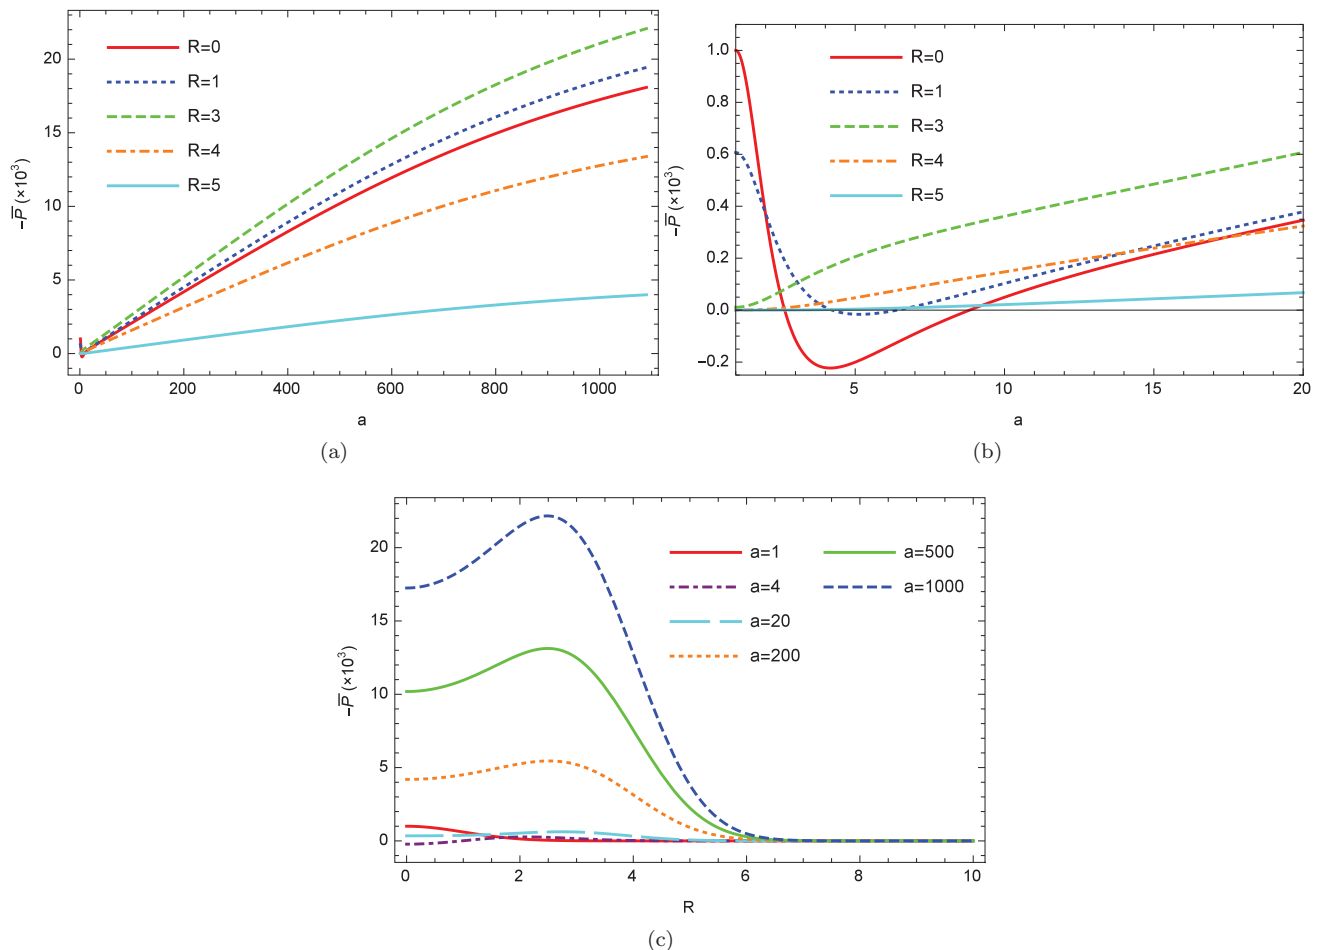 R=0
R=1
R=3
R=4
R=5
20
15
10
5
0
−P̅ (×10³)
0 200 400 600 800 1000
a
(a)
R=0
R=1
R=3
R=4
R=5
1.0
0.8
0.6
0.4
0.2
0.0
−0.2
−P̅ (×10³)
5 10 15 20
a
(b)
a=1 a=500
a=4 a=1000
a=20
a=200
20
15
10
5
0
−P̅ (×10³)
0 2 4 6 8 10
R
(c)